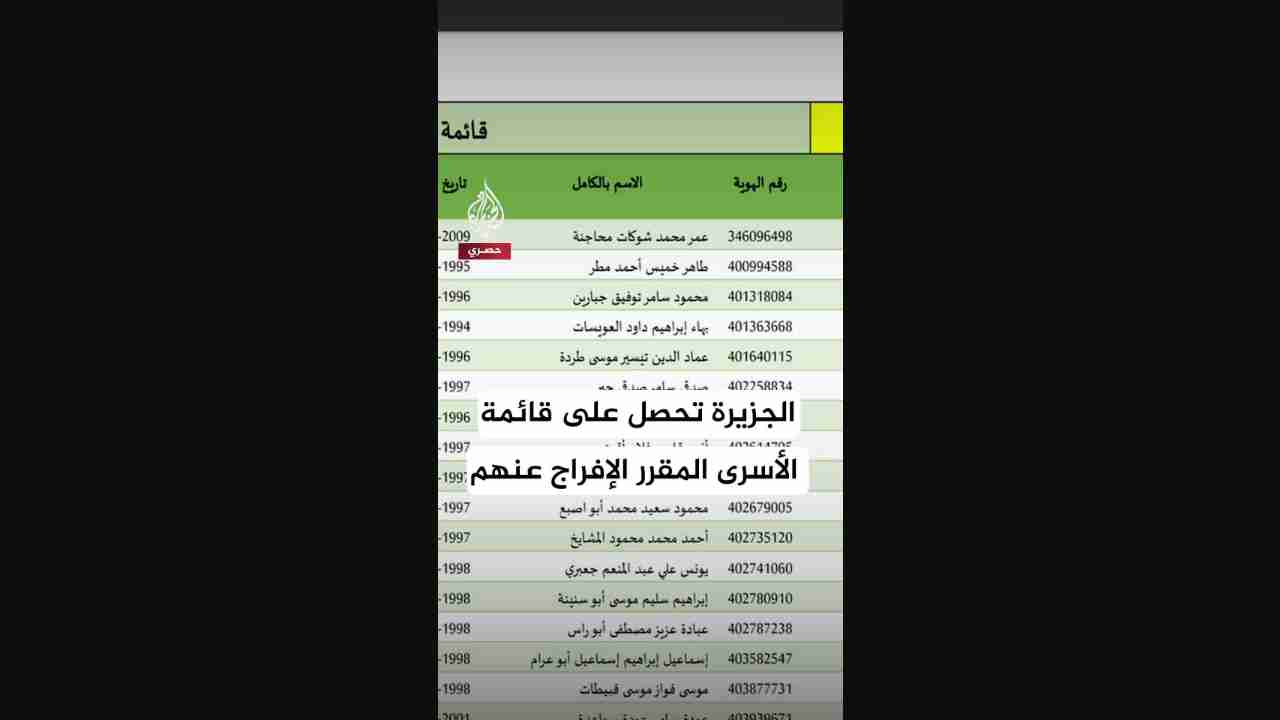 قائمة
رقم الهوية الاسم بالكامل تاريخ
346096498 عمر محمد شوكات محاجنة 2009-
حصري
400994588 طاهر خميس أحمد مطر 1995-
401318084 محمود سامر توفيق جبارين 1996-
401363668 بهاء إبراهيم داود العويسات 1994-
401640115 عماد الدين تيسير موسى طردة 1996-
402258834 صدقي سامر صدقي 1997-
1996-
الجزيرة تحصل على قائمة
1997-
الأسرى المقرر الإفراج عنهم
402679005 محمود سعيد محمد أبو اصبع 1997-
402735120 أحمد محمد محمود المشايخ 1997-
402741060 يونس علي عبد المنعم جعبري 1998-
402780910 إبراهيم سليم موسى أبو سنينة 1998-
402787238 عبادة عزيز مصطفى أبو راس 1998-
403582547 إسماعيل إبراهيم إسماعيل أبو عرام 1998-
403877731 موسى فواز موسى قبيطات 1998-